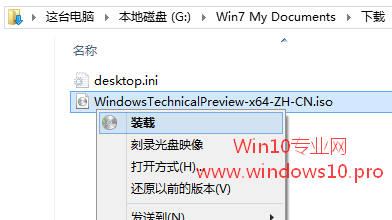 这台电脑 ▸ 本地磁盘 (G:) ▸ Win7 My Documents ▸ 下载
名称
desktop.ini
WindowsTechnicalPreview-x64-ZH-CN.iso
装载
刻录光盘映像
打开方式(H)...
还原以前的版本(V)
发送到(N)
Win10专业网
www.windows10.pro